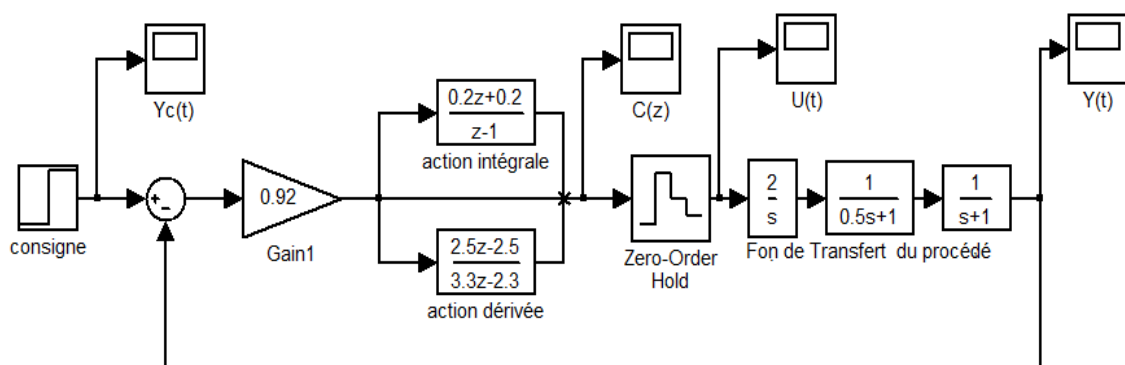 Yc(t)
consigne
+
-
0.92
Gain1
0.2z+0.2
z-1
action intégrale
2.5z-2.5
3.3z-2.3
action dérivée
C(z)
Zero-Order
Hold
U(t)
2
s
1
0.5s+1
1
s+1
Fon de Transfert du procédé
Y(t)